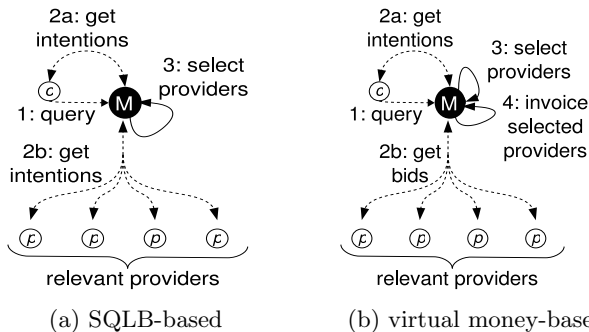 2a: get
intentions
3: select
providers
c
M
1: query
2b: get
intentions
p p p p
relevant providers
(a) SQLB-based
2a: get
intentions
3: select
providers
c
M
4: invoice
selected
providers
1: query
2b: get
bids
p p p p
relevant providers
(b) virtual money-base